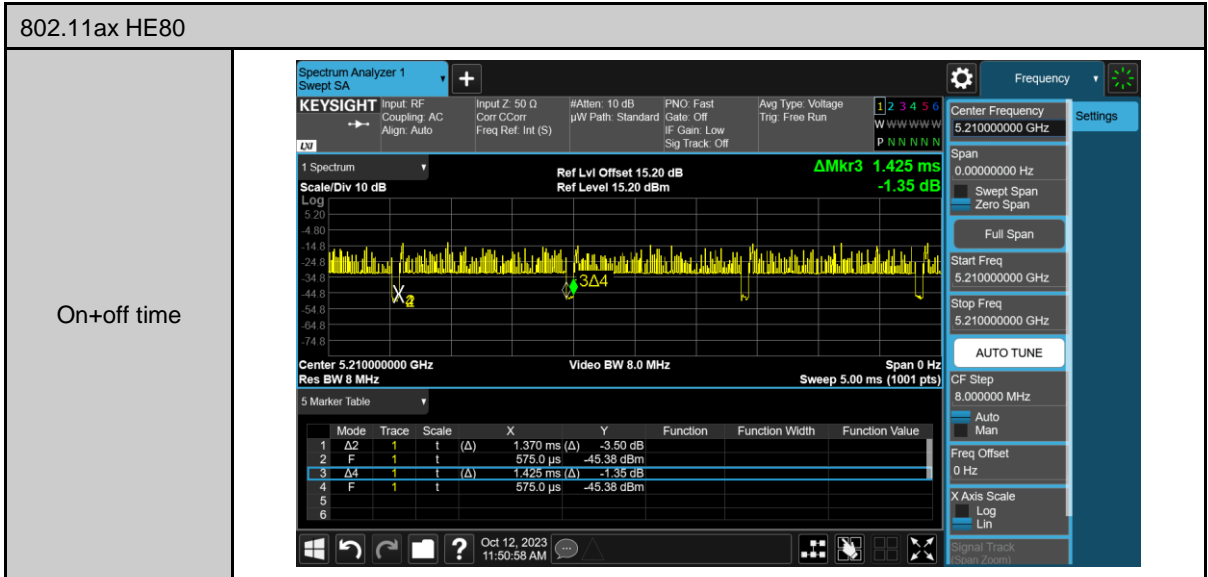 802.11ax HE80
On+off time
Spectrum Analyzer 1
Swept SA
Frequency
KEYSIGHT
Input: RF
Coupling: AC
Align: Auto
Input Z: 50 Ω
Corr CCorr
Freq Ref: Int (S)
#Atten: 10 dB
µW Path: Standard
PNO: Fast
Gate: Off
IF Gain: Low
Sig Track: Off
Avg Type: Voltage
Trig: Free Run
1 2 3 4 5 6
W W W W W W
P N N N N N
LXI
1 Spectrum
Ref Lvl Offset 15.20 dB
ΔMkr3 1.425 ms
Scale/Div 10 dB
Ref Level 15.20 dBm
-1.35 dB
Log
5.20
-4.80
-14.8
-24.8
-34.8
-44.8
-54.8
-64.8
-74.8
X
2
3Δ4
Center 5.210000000 GHz
Video BW 8.0 MHz
Span 0 Hz
Res BW 8 MHz
Sweep 5.00 ms (1001 pts)
5 Marker Table
Mode Trace Scale X Y Function Function Width Function Value
1 Δ2 1 t (Δ) 1.370 ms (Δ) -3.50 dB
2 F 1 t 575.0 µs -45.38 dBm
3 Δ4 1 t (Δ) 1.425 ms (Δ) -1.35 dB
4 F 1 t 575.0 µs -45.38 dBm
5
6
?
Oct 12, 2023
11:50:58 AM
Settings
Center Frequency
5.210000000 GHz
Span
0.00000000 Hz
Swept Span
Zero Span
Full Span
Start Freq
5.210000000 GHz
Stop Freq
5.210000000 GHz
AUTO TUNE
CF Step
8.000000 MHz
Auto
Man
Freq Offset
0 Hz
X Axis Scale
Log
Lin
Signal Track
(Span Zoom)